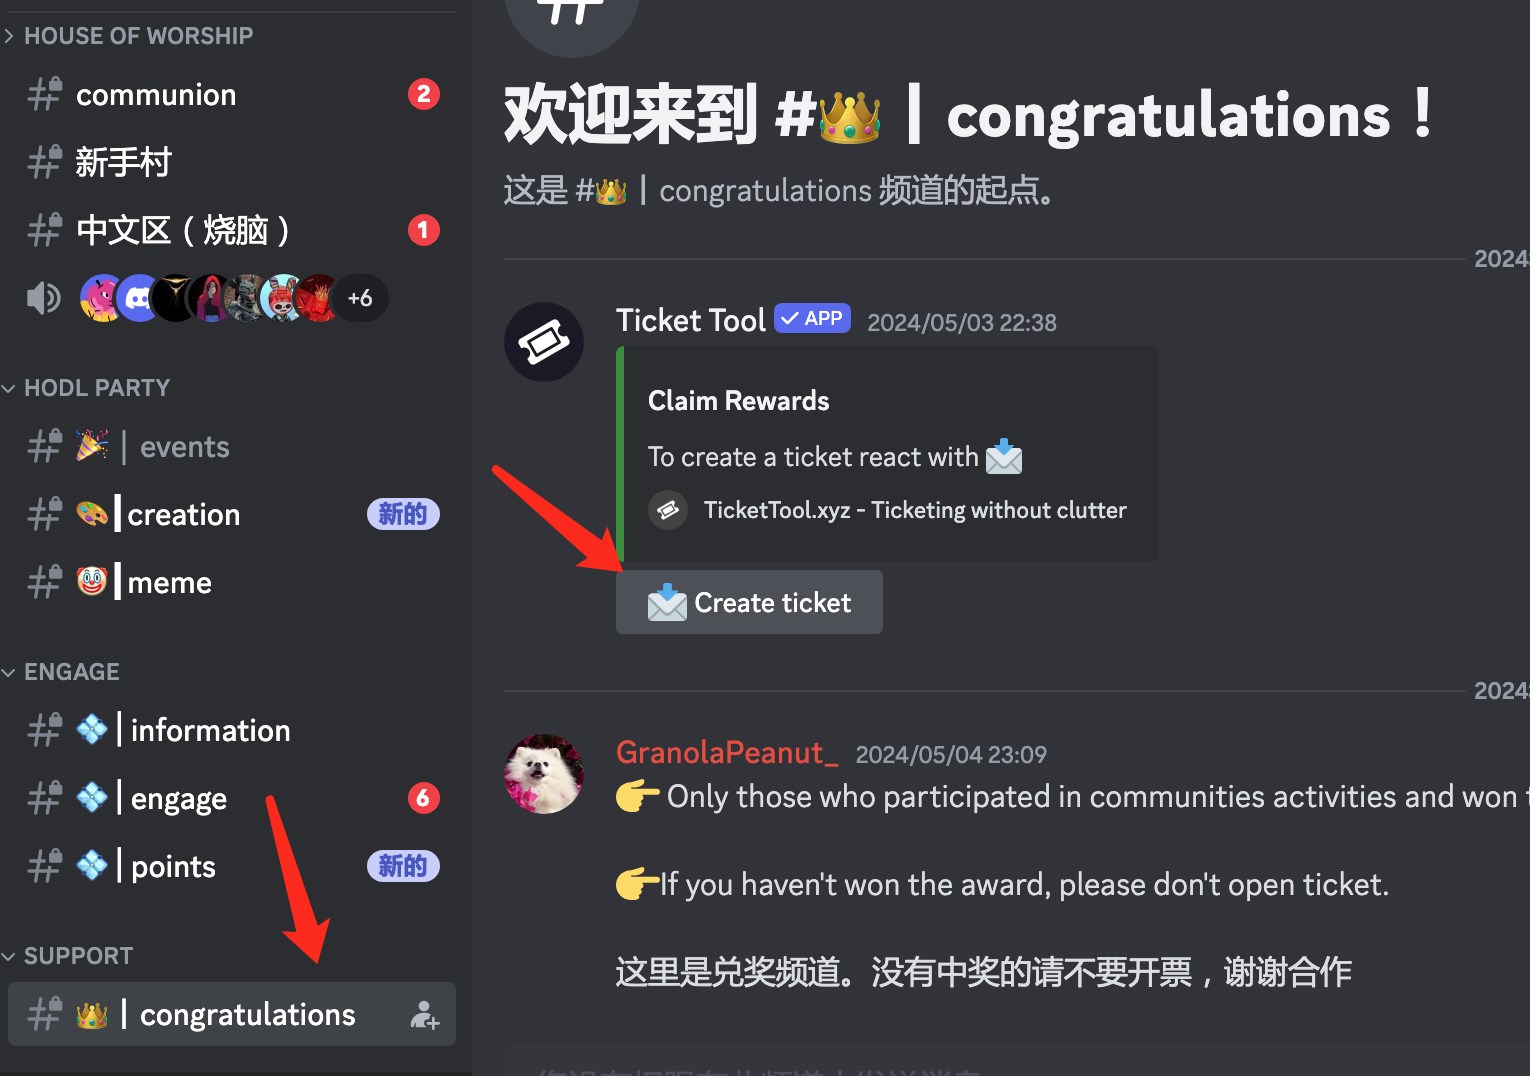 HOUSE OF WORSHIP
communion 2
新手村
中文区（烧脑） 1
+6
HODL PARTY
# 🎉 | events
# 🎨 | creation 新的
# 🤡 | meme
ENGAGE
# 💠 | information
# 💠 | engage 6
# 💠 | points 新的
SUPPORT
# 👑 | congratulations
欢迎来到 #👑 | congratulations！
这是 #👑 | congratulations 频道的起点。
2024
Ticket Tool ✓ APP 2024/05/03 22:38
Claim Rewards
To create a ticket react with 📩
TicketTool.xyz - Ticketing without clutter
📩 Create ticket
2024
GranolaPeanut_ 2024/05/04 23:09
👉 Only those who participated in communities activities and won
👉If you haven't won the award, please don't open ticket.
这里是兑奖频道。没有中奖的请不要开票，谢谢合作